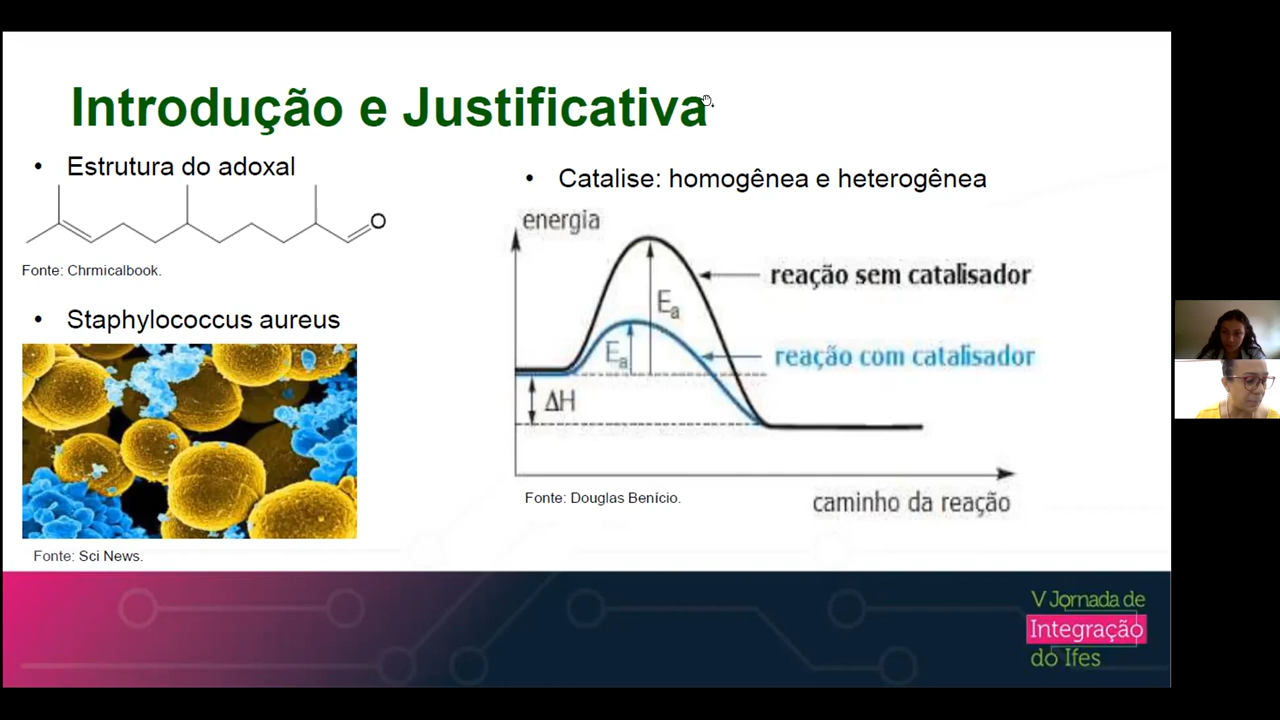 Introdução e Justificativa
• Estrutura do adoxal
O
Fonte: Chrmicalbook.
• Staphylococcus aureus
Fonte: Sci News.
• Catalise: homogênea e heterogênea
energia
reação sem catalisador
Ea
Ea
reação com catalisador
ΔH
Fonte: Douglas Benício.
caminho da reação
V Jornada de
Integração
do Ifes